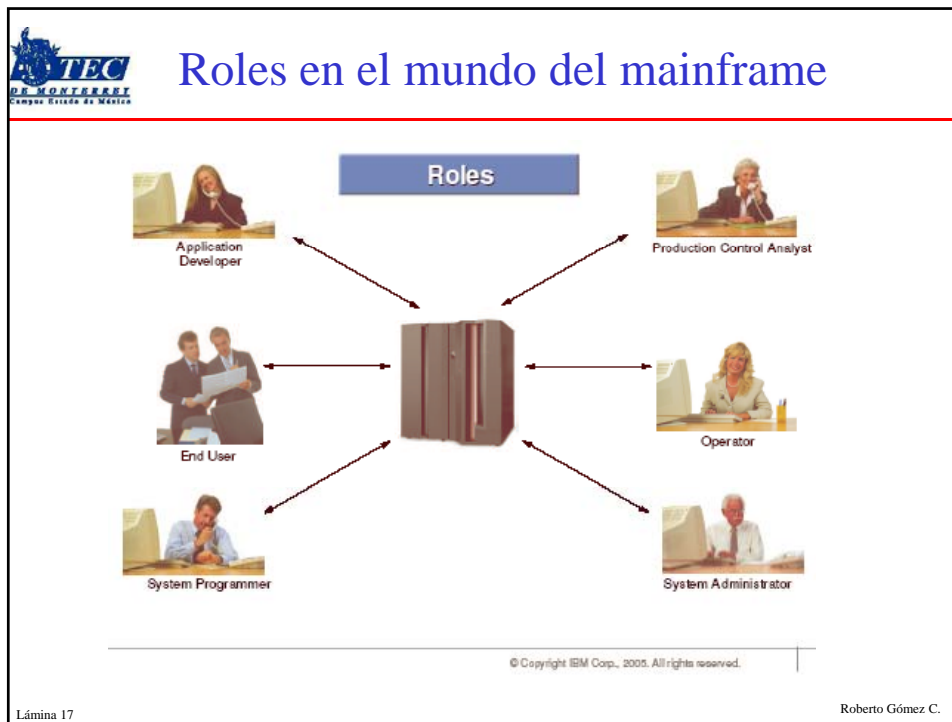 TEC
DE MONTERREY
Campus Estado de México
Roles en el mundo del mainframe
Roles
Application
Developer
Production Control Analyst
End User
Operator
System Programmer
System Administrator
© Copyright IBM Corp., 2005. All rights reserved.
Lámina 17
Roberto Gómez C.